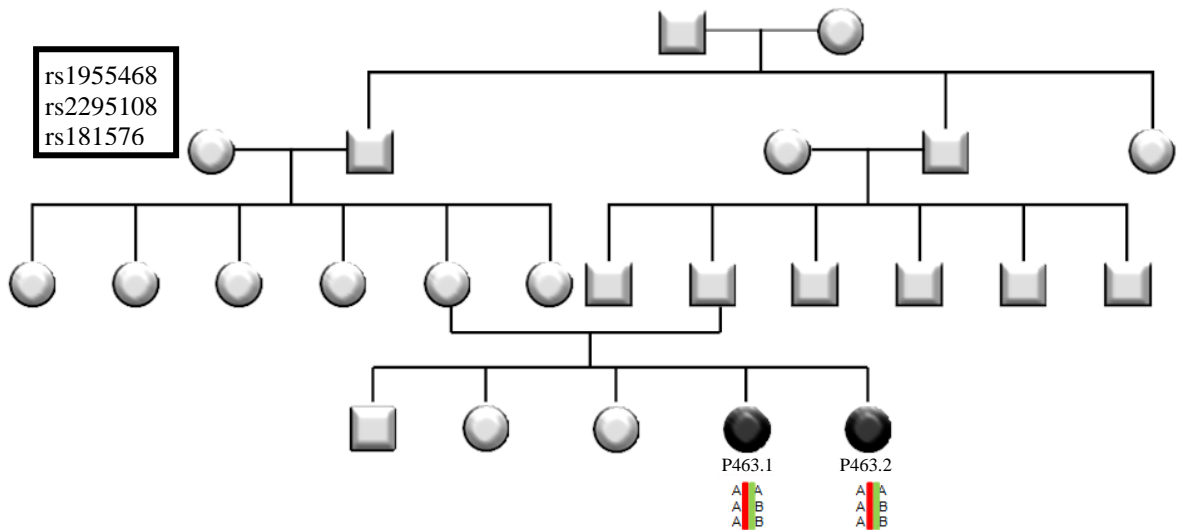 rs1955468
rs2295108
rs181576
P463.1 P463.2
A A A A
A B A B
A B A B